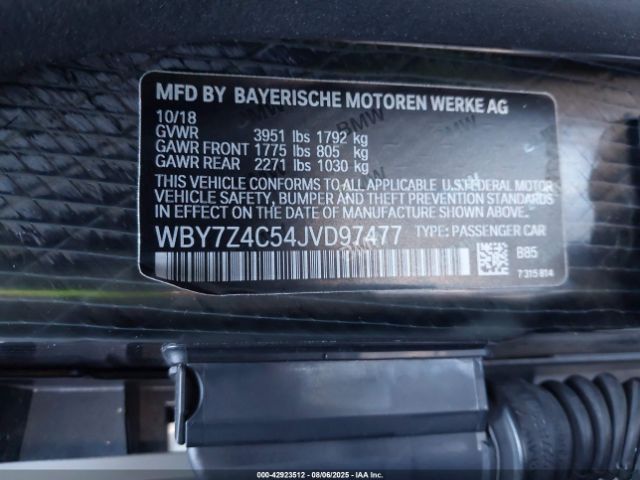 MFD BY BAYERISCHE MOTOREN WERKE AG
10/18
GVWR 3951 lbs 1792 kg
GAWR FRONT 1775 lbs 805 kg
GAWR REAR 2271 lbs 1030 kg
THIS VEHICLE CONFORMS TO ALL APPLICABLE U.S.FEDERAL MOTOR
VEHICLE SAFETY, BUMPER AND THEFT PREVENTION STANDARDS
IN EFFECT ON THE DATE OF MANUFACTURE SHOWN ABOVE.
WBY7Z4C54JVD97477 TYPE: PASSENGER CAR
B85
7 315 814
000-42923512 - 08/06/2025 - IAA Inc.